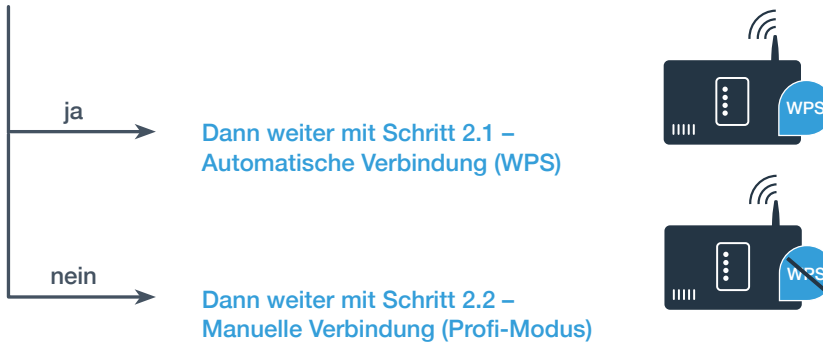 ja
Dann weiter mit Schritt 2.1 –
Automatische Verbindung (WPS)
WPS
nein
Dann weiter mit Schritt 2.2 –
Manuelle Verbindung (Profi-Modus)
WPS